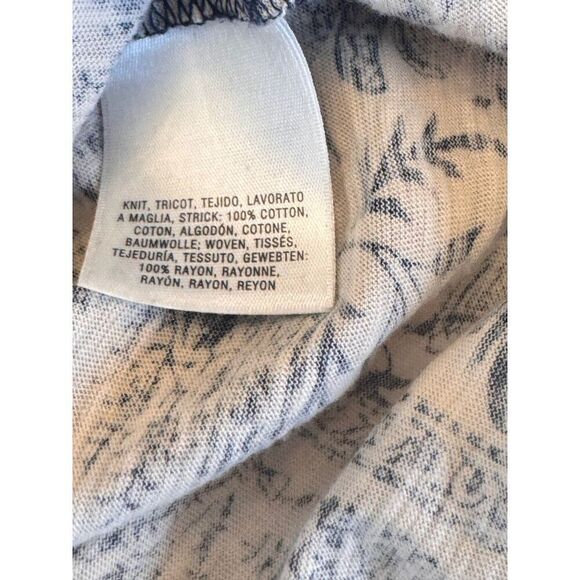 KNIT, TRICOT, TEJIDO, LAVORATO
A MAGLIA, STRICK: 100% COTTON,
COTON, ALGODÓN, COTONE,
BAUMWOLLE; WOVEN, TISSÉS,
TEJEDURÍA, TESSUTO, GEWEBTEN:
100% RAYON, RAYONNE,
RAYÓN, RAYON, REYON